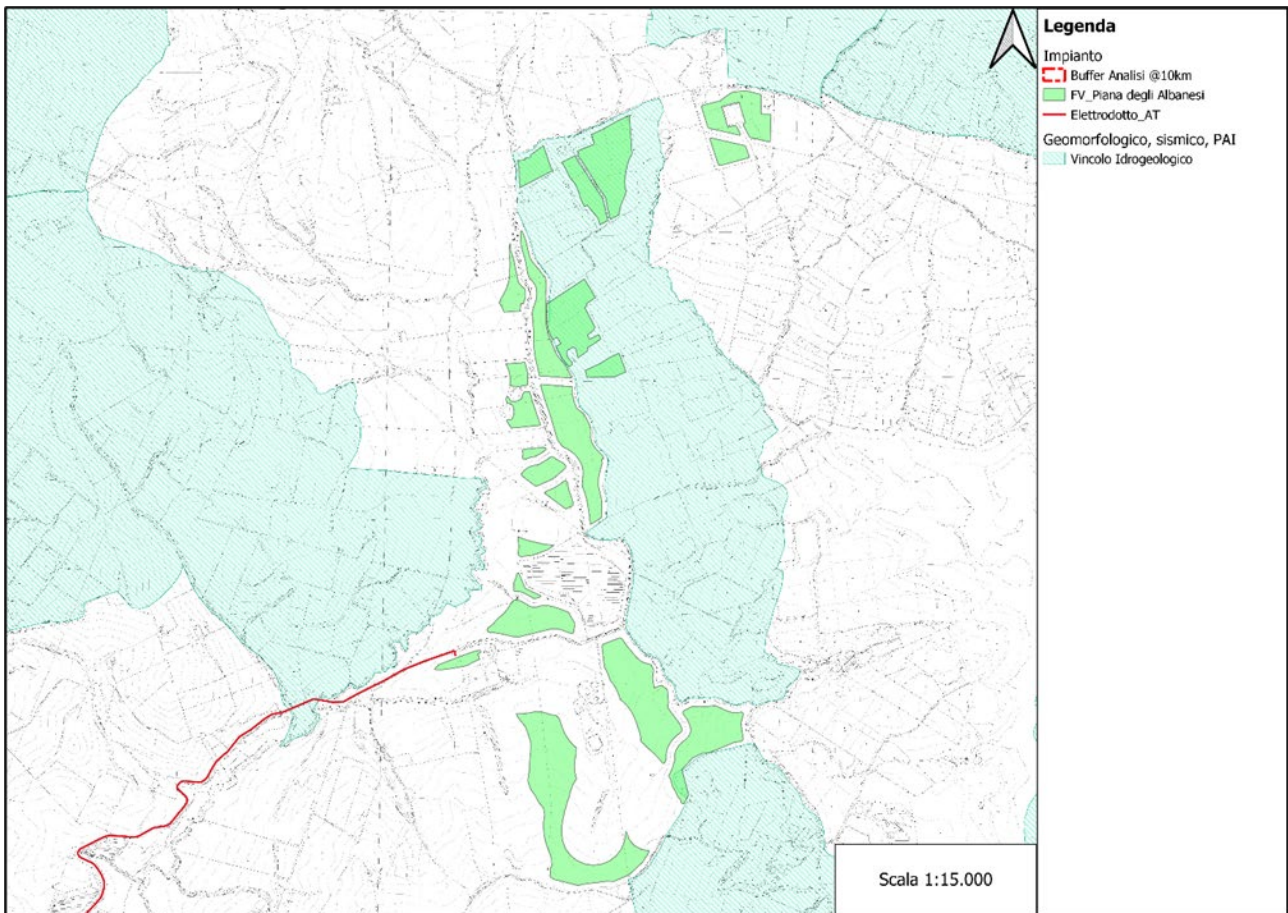 Legenda
Impianto
Buffer Analisi @10km
FV_Piana degli Albanesi
Elettrodotto_AT
Geomorfologico, sismico, PAI
Vincolo Idrogeologico
Scala 1:15.000